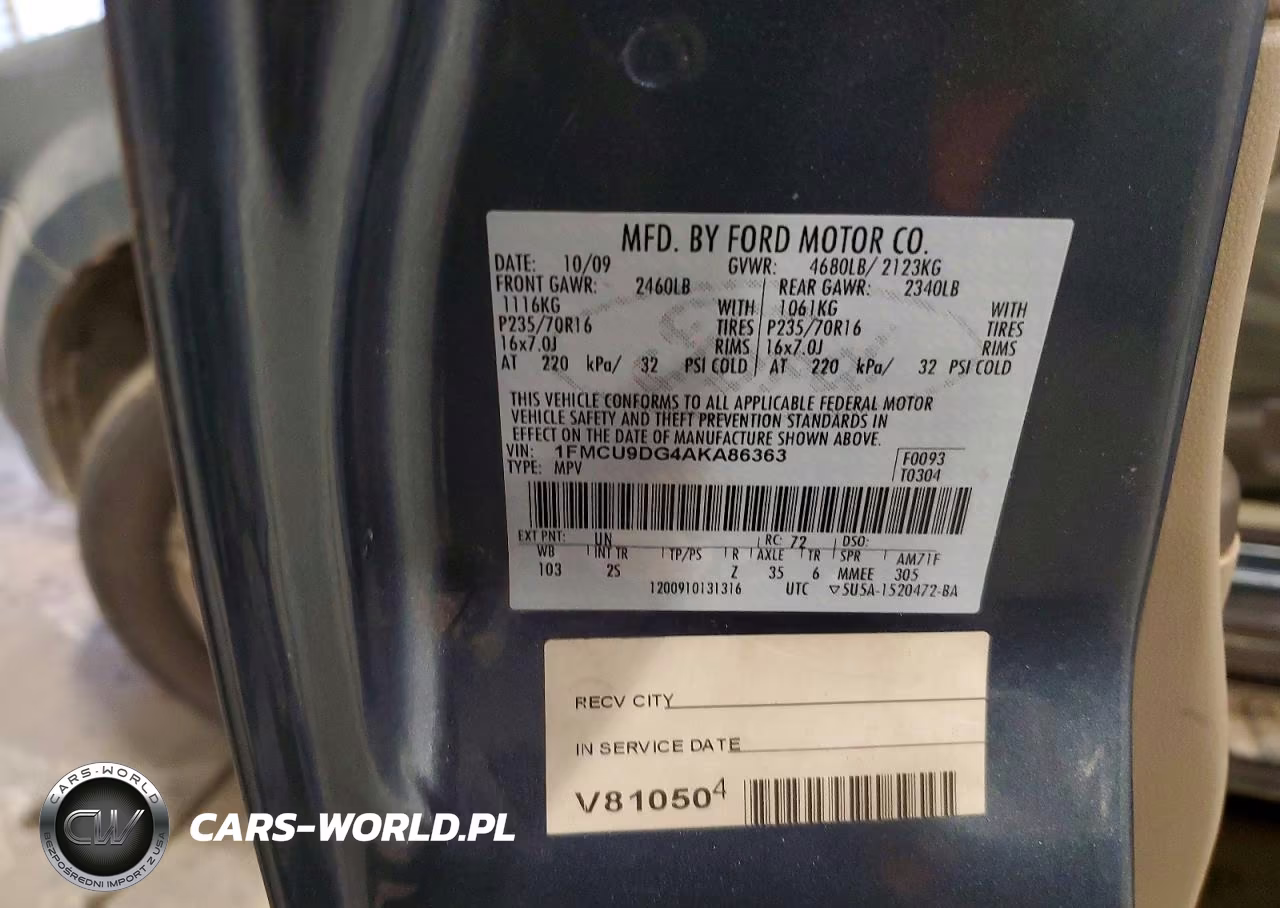 MFD. BY FORD MOTOR CO.
DATE: 10/09 GVWR: 4680LB/ 2123KG
FRONT GAWR: 2460LB REAR GAWR: 2340LB
1116KG WITH 1061KG WITH
P235/70R16 TIRES P235/70R16 TIRES
16x7.0J RIMS 16x7.0J RIMS
AT 220 kPa/ 32 PSI COLD AT 220 kPa/ 32 PSI COLD
THIS VEHICLE CONFORMS TO ALL APPLICABLE FEDERAL MOTOR
VEHICLE SAFETY AND THEFT PREVENTION STANDARDS IN
EFFECT ON THE DATE OF MANUFACTURE SHOWN ABOVE.
VIN: 1FMCU9DG4AKA86363
TYPE: MPV
F0093
T0304
EXT PNT: UN RC: 72 DSO:
WB INT TR TP/PS R AXLE TR SPR AM71F
103 2S Z 35 6 MMEE 305
1200910131316 UTC ▽SU5A-1520472-BA
RECV CITY
IN SERVICE DATE
V810504
CARS-WORLD
CW
BEZPOŚREDNI IMPORT Z USA
CARS-WORLD.PL